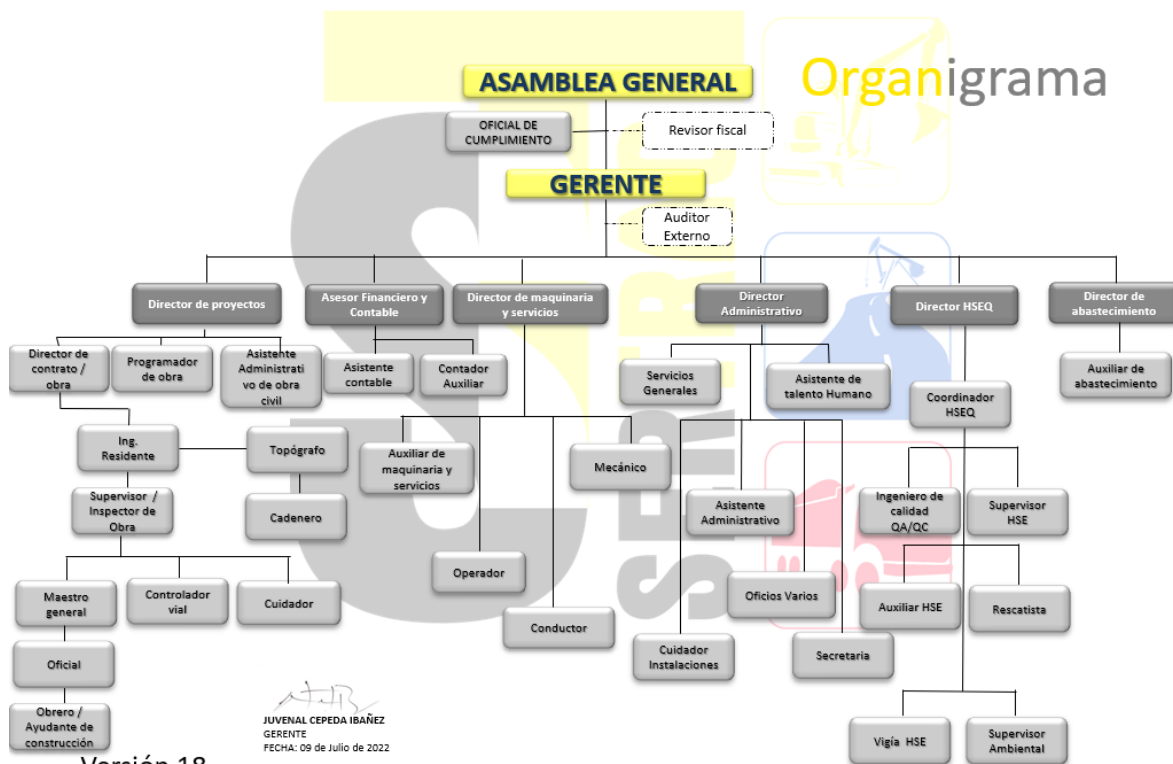 Organigrama
ASAMBLEA GENERAL
OFICIAL DE
CUMPLIMIENTO
Revisor fiscal
GERENTE
Auditor
Externo
Director de proyectos
Asesor Financiero y
Contable
Director de maquinaria
y servicios
Director
Administrativo
Director HSEQ
Director de
abastecimiento
Director de
contrato /
obra
Programador
de obra
Asistente
Administrati
vo de obra
civil
Asistente
contable
Contador
Auxiliar
Servicios
Generales
Asistente de
talento Humano
Coordinador
HSEQ
Auxiliar de
abastecimiento
Ing.
Residente
Topógrafo
Auxiliar de
maquinaria y
servicios
Mecánico
Supervisor /
Inspector de
Obra
Cadenero
Asistente
Administrativo
Ingeniero de
calidad
QA/QC
Supervisor
HSE
Operador
Maestro
general
Controlador
vial
Cuidador
Oficios Varios
Auxiliar HSE
Rescatista
Conductor
Oficial
Cuidador
Instalaciones
Secretaria
Obrero /
Ayudante de
construcción
Vigía HSE
Supervisor
Ambiental
JUVENAL CEPEDA IBAÑEZ
GERENTE
FECHA: 09 de Julio de 2022
Versión 18